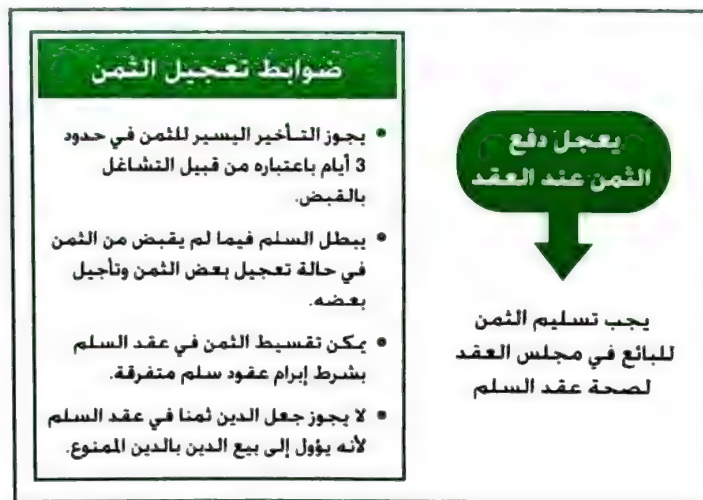 يعجل دفع
الثمن عند العقد
يجب تسليم الثمن
للبائع في مجلس العقد
لصحة عقد السلم
ضوابط تعجيل الثمن
• يجوز التأخير اليسير للثمن في حدود
3 أيام باعتباره من قبيل التشاغل
بالقبض.
• يبطل السلم فيما لم يقبض من الثمن
في حالة تعجيل بعض الثمن وتأجيل
بعضه.
• يمكن تقسيط الثمن في عقد السلم
بشرط إبرام عقود سلم متفرقة.
• لا يجوز جعل الدين ثمنا في عقد السلم
لأنه يؤول إلى بيع الدين بالدين الممنوع.